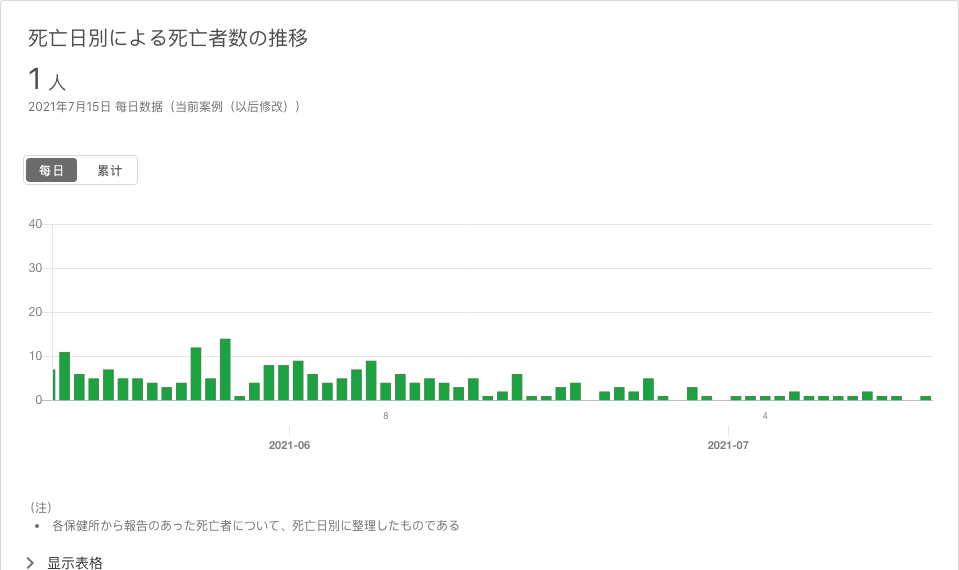 死亡日別による死亡者数の推移
1 人
2021年7月15日 每日数据（当前案例（以后修改））
每日 累计
40
30
20
10
0
8 4
2021-06 2021-07
（注）
• 各保健所から報告のあった死亡者について、死亡日別に整理したものである
显示表格